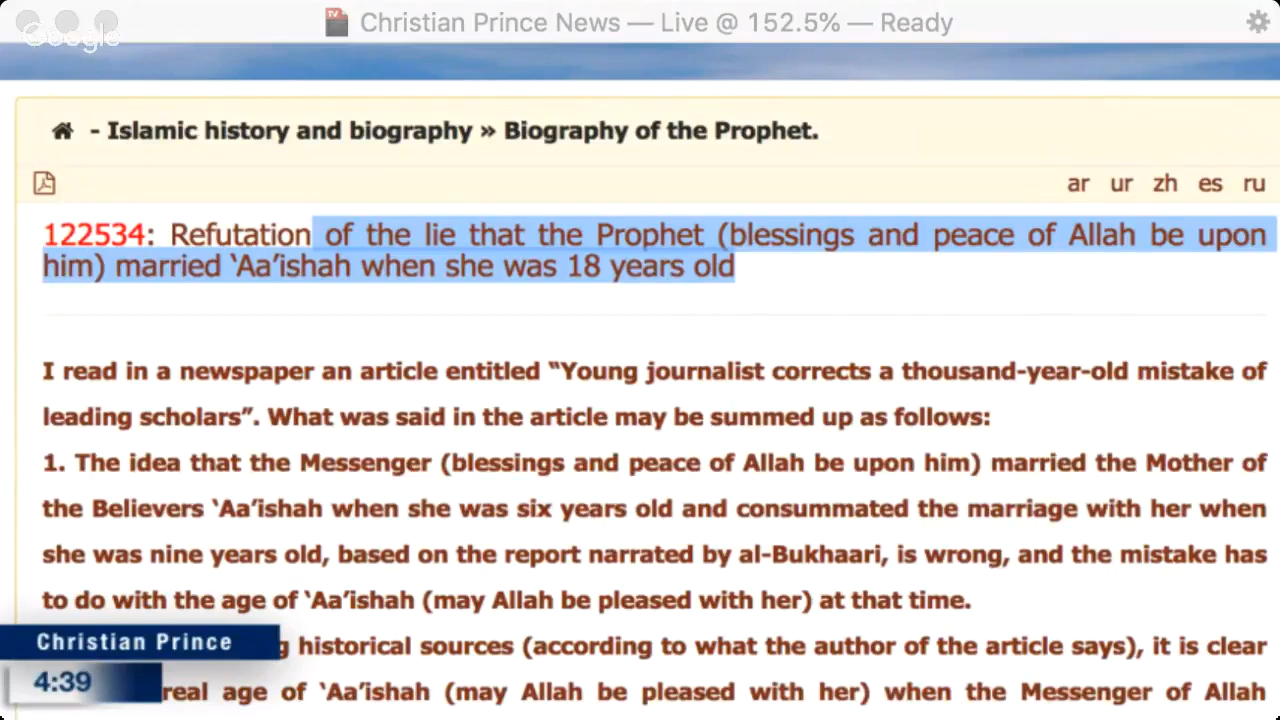 Christian Prince News — Live @ 152.5% — Ready
Google
- Islamic history and biography » Biography of the Prophet.
ar ur zh es ru
122534: Refutation of the lie that the Prophet (blessings and peace of Allah be upon
him) married ‘Aa’ishah when she was 18 years old
I read in a newspaper an article entitled “Young journalist corrects a thousand-year-old mistake of
leading scholars”. What was said in the article may be summed up as follows:
1. The idea that the Messenger (blessings and peace of Allah be upon him) married the Mother of
the Believers ‘Aa’ishah when she was six years old and consummated the marriage with her when
she was nine years old, based on the report narrated by al-Bukhaari, is wrong, and the mistake has
to do with the age of ‘Aa’ishah (may Allah be pleased with her) at that time.
historical sources (according to what the author of the article says), it is clear
real age of ‘Aa’ishah (may Allah be pleased with her) when the Messenger of Allah
Christian Prince
4:39